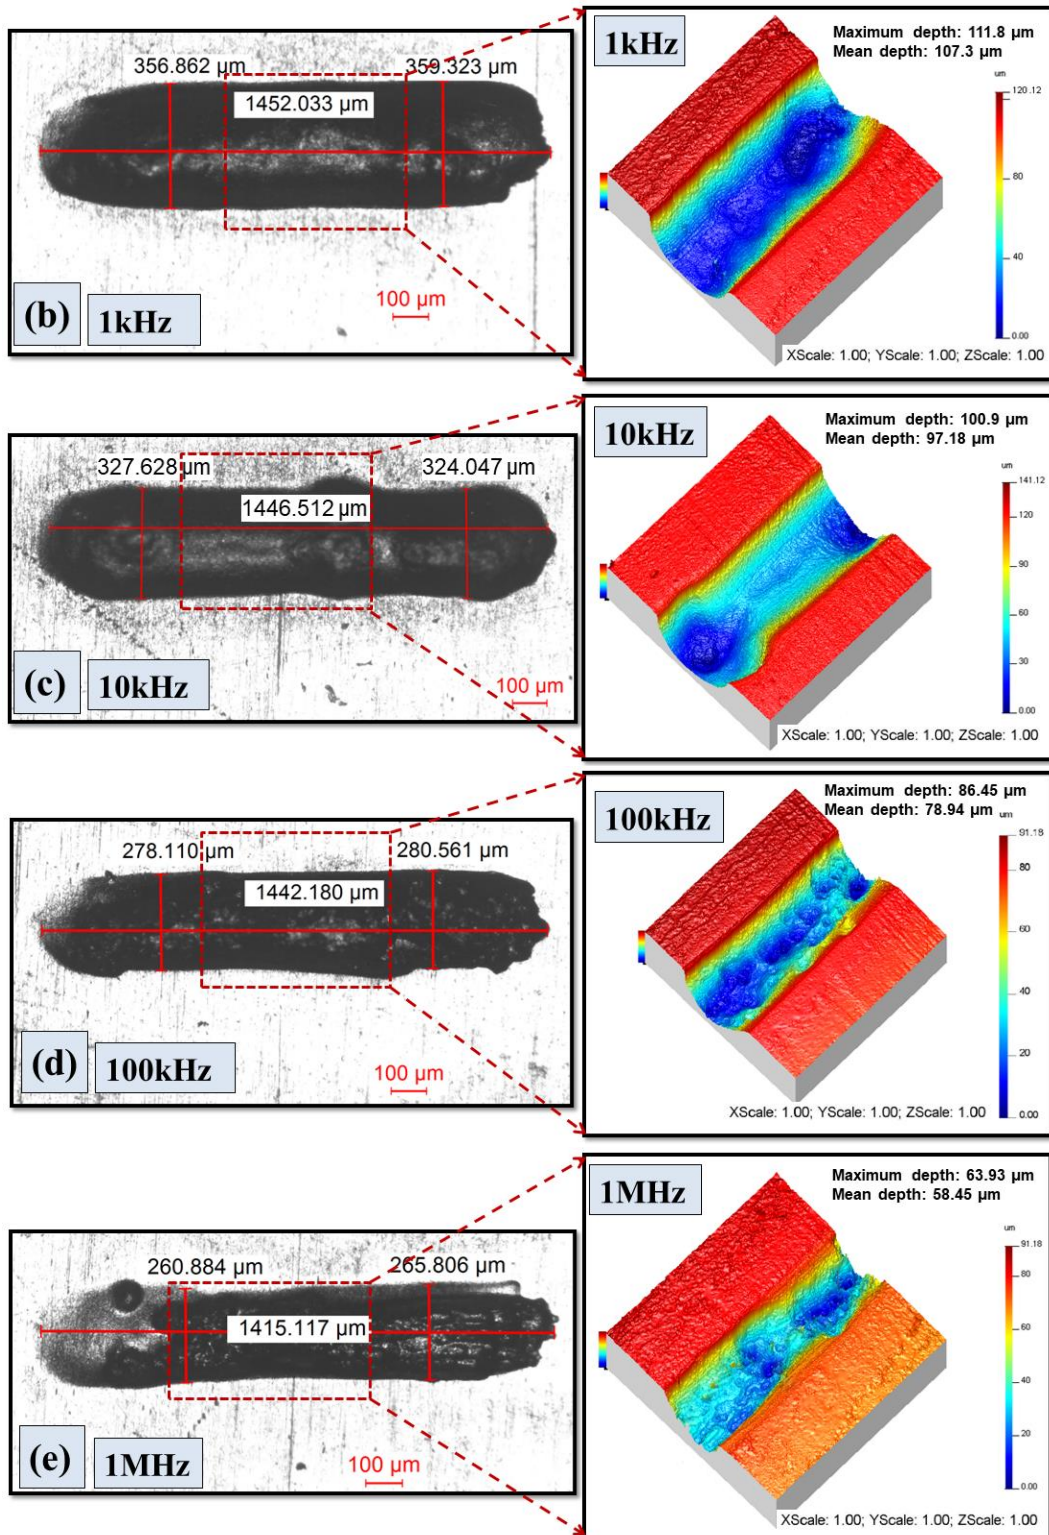 356.862 µm
359.323 µm
1452.033 µm
100 µm
(b) 1kHz
1kHz
Maximum depth: 111.8 µm
Mean depth: 107.3 µm
um
120.12
80
40
0.00
XScale: 1.00; YScale: 1.00; ZScale: 1.00
327.628 µm
324.047 µm
1446.512 µm
100 µm
(c) 10kHz
10kHz
Maximum depth: 100.9 µm
Mean depth: 97.18 µm
um
141.12
120
90
60
30
0.00
XScale: 1.00; YScale: 1.00; ZScale: 1.00
278.110 µm
280.561 µm
1442.180 µm
100 µm
(d) 100kHz
100kHz
Maximum depth: 86.45 µm
Mean depth: 78.94 µm
um
91.18
80
60
40
20
0.00
XScale: 1.00; YScale: 1.00; ZScale: 1.00
260.884 µm
265.806 µm
1415.117 µm
100 µm
(e) 1MHz
1MHz
Maximum depth: 63.93 µm
Mean depth: 58.45 µm
um
91.18
80
60
40
20
0.00
XScale: 1.00; YScale: 1.00; ZScale: 1.00